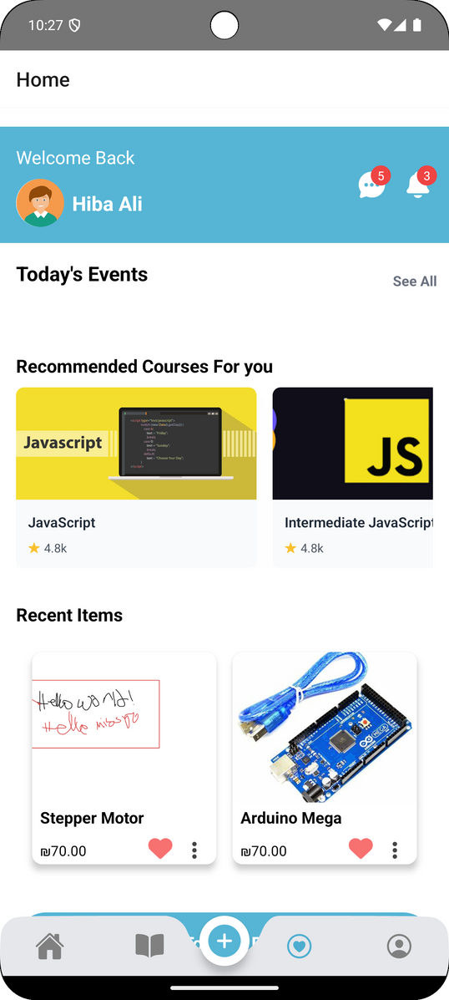 10:27
Home
Welcome Back
Hiba Ali
5
3
Today's Events
See All
Recommended Courses For you
Javascript
JS
JavaScript
4.8k
Intermediate JavaScript
4.8k
Recent Items
Hello world!
Hello
MEGA
Stepper Motor
₪70.00
Arduino Mega
₪70.00